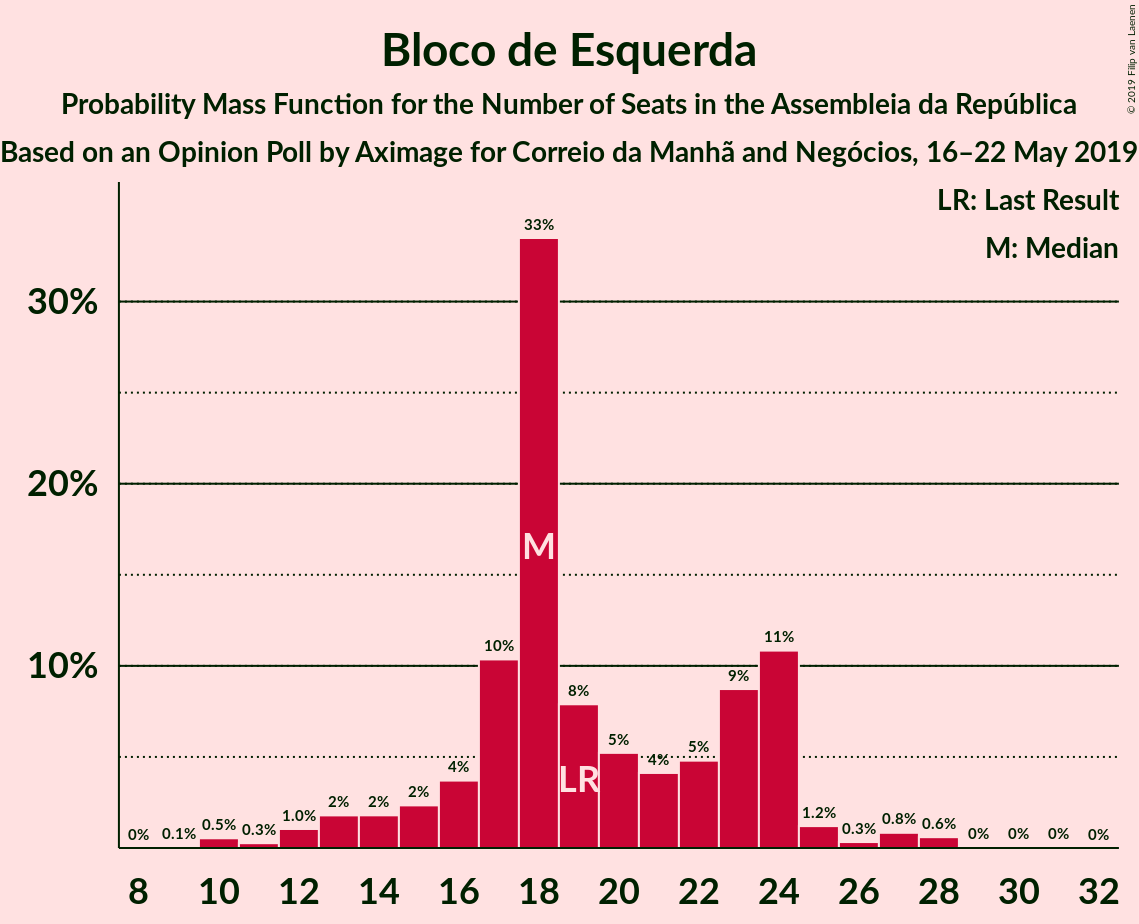 Bloco de Esquerda
Probability Mass Function for the Number of Seats in the Assembleia da República
Based on an Opinion Poll by Aximage for Correio da Manhã and Negócios, 16–22 May 2019
© 2019 Filip van Laenen
LR: Last Result
M: Median
30%
20%
10%
0% 0.1% 0.5% 0.3% 1.0% 2% 2% 2% 4% 10% 33% 8% 5% 4% 5% 9% 11% 1.2% 0.3% 0.8% 0.6% 0% 0% 0% 0%
M
LR
8 10 12 14 16 18 20 22 24 26 28 30 32